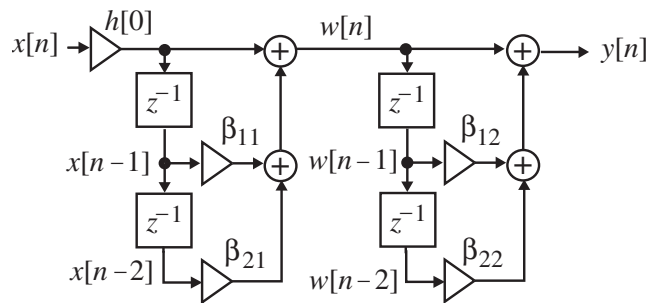 h[0]
x[n] w[n] y[n]
z⁻¹ z⁻¹
β₁₁ β₁₂
x[n-1] w[n-1]
z⁻¹ z⁻¹
x[n-2] β₂₁ w[n-2] β₂₂